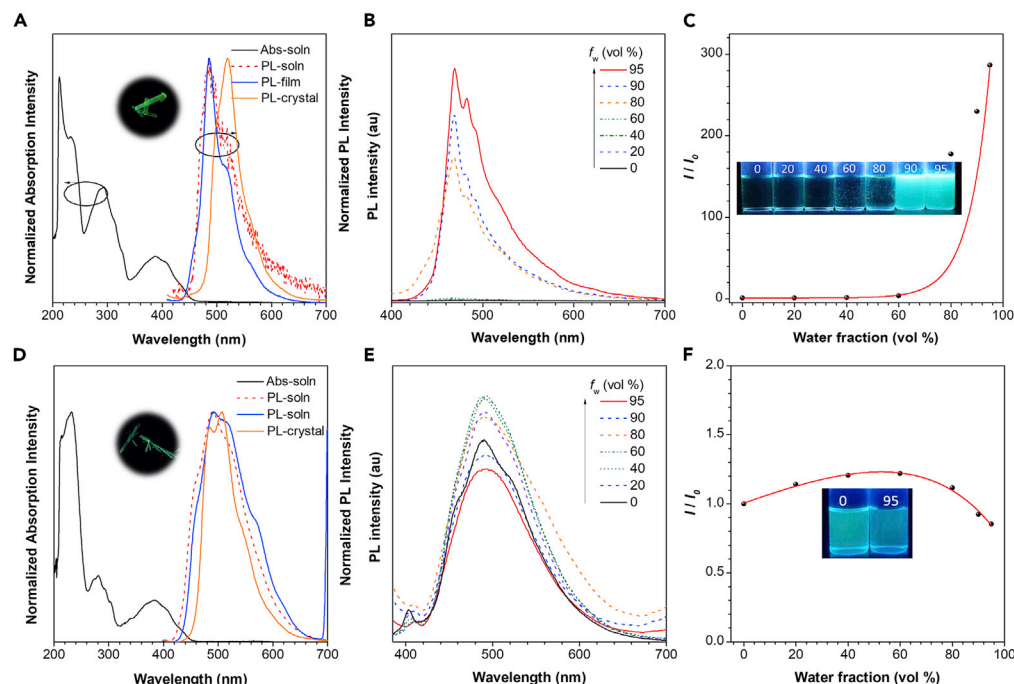 A
Normalized Absorption Intensity
Abs-soln
PL-soln
PL-film
PL-crystal
200 300 400 500 600 700
Wavelength (nm)
Normalized PL Intensity
B
PL intensity (au)
fw (vol %)
95
90
80
60
40
20
0
400 500 600 700
Wavelength (nm)
C
I / I0
300
200
100
0
0 20 40 60 80 90 95
0 20 40 60 80 100
Water fraction (vol %)
D
Normalized Absorption Intensity
Abs-soln
PL-soln
PL-soln
PL-crystal
200 300 400 500 600 700
Wavelength (nm)
Normalized PL Intensity
E
PL intensity (au)
fw (vol %)
95
90
80
60
40
20
0
400 500 600 700
Wavelength (nm)
F
I / I0
2.0
1.5
1.0
0.5
0.0
0 95
0 20 40 60 80 100
Water fraction (vol %)